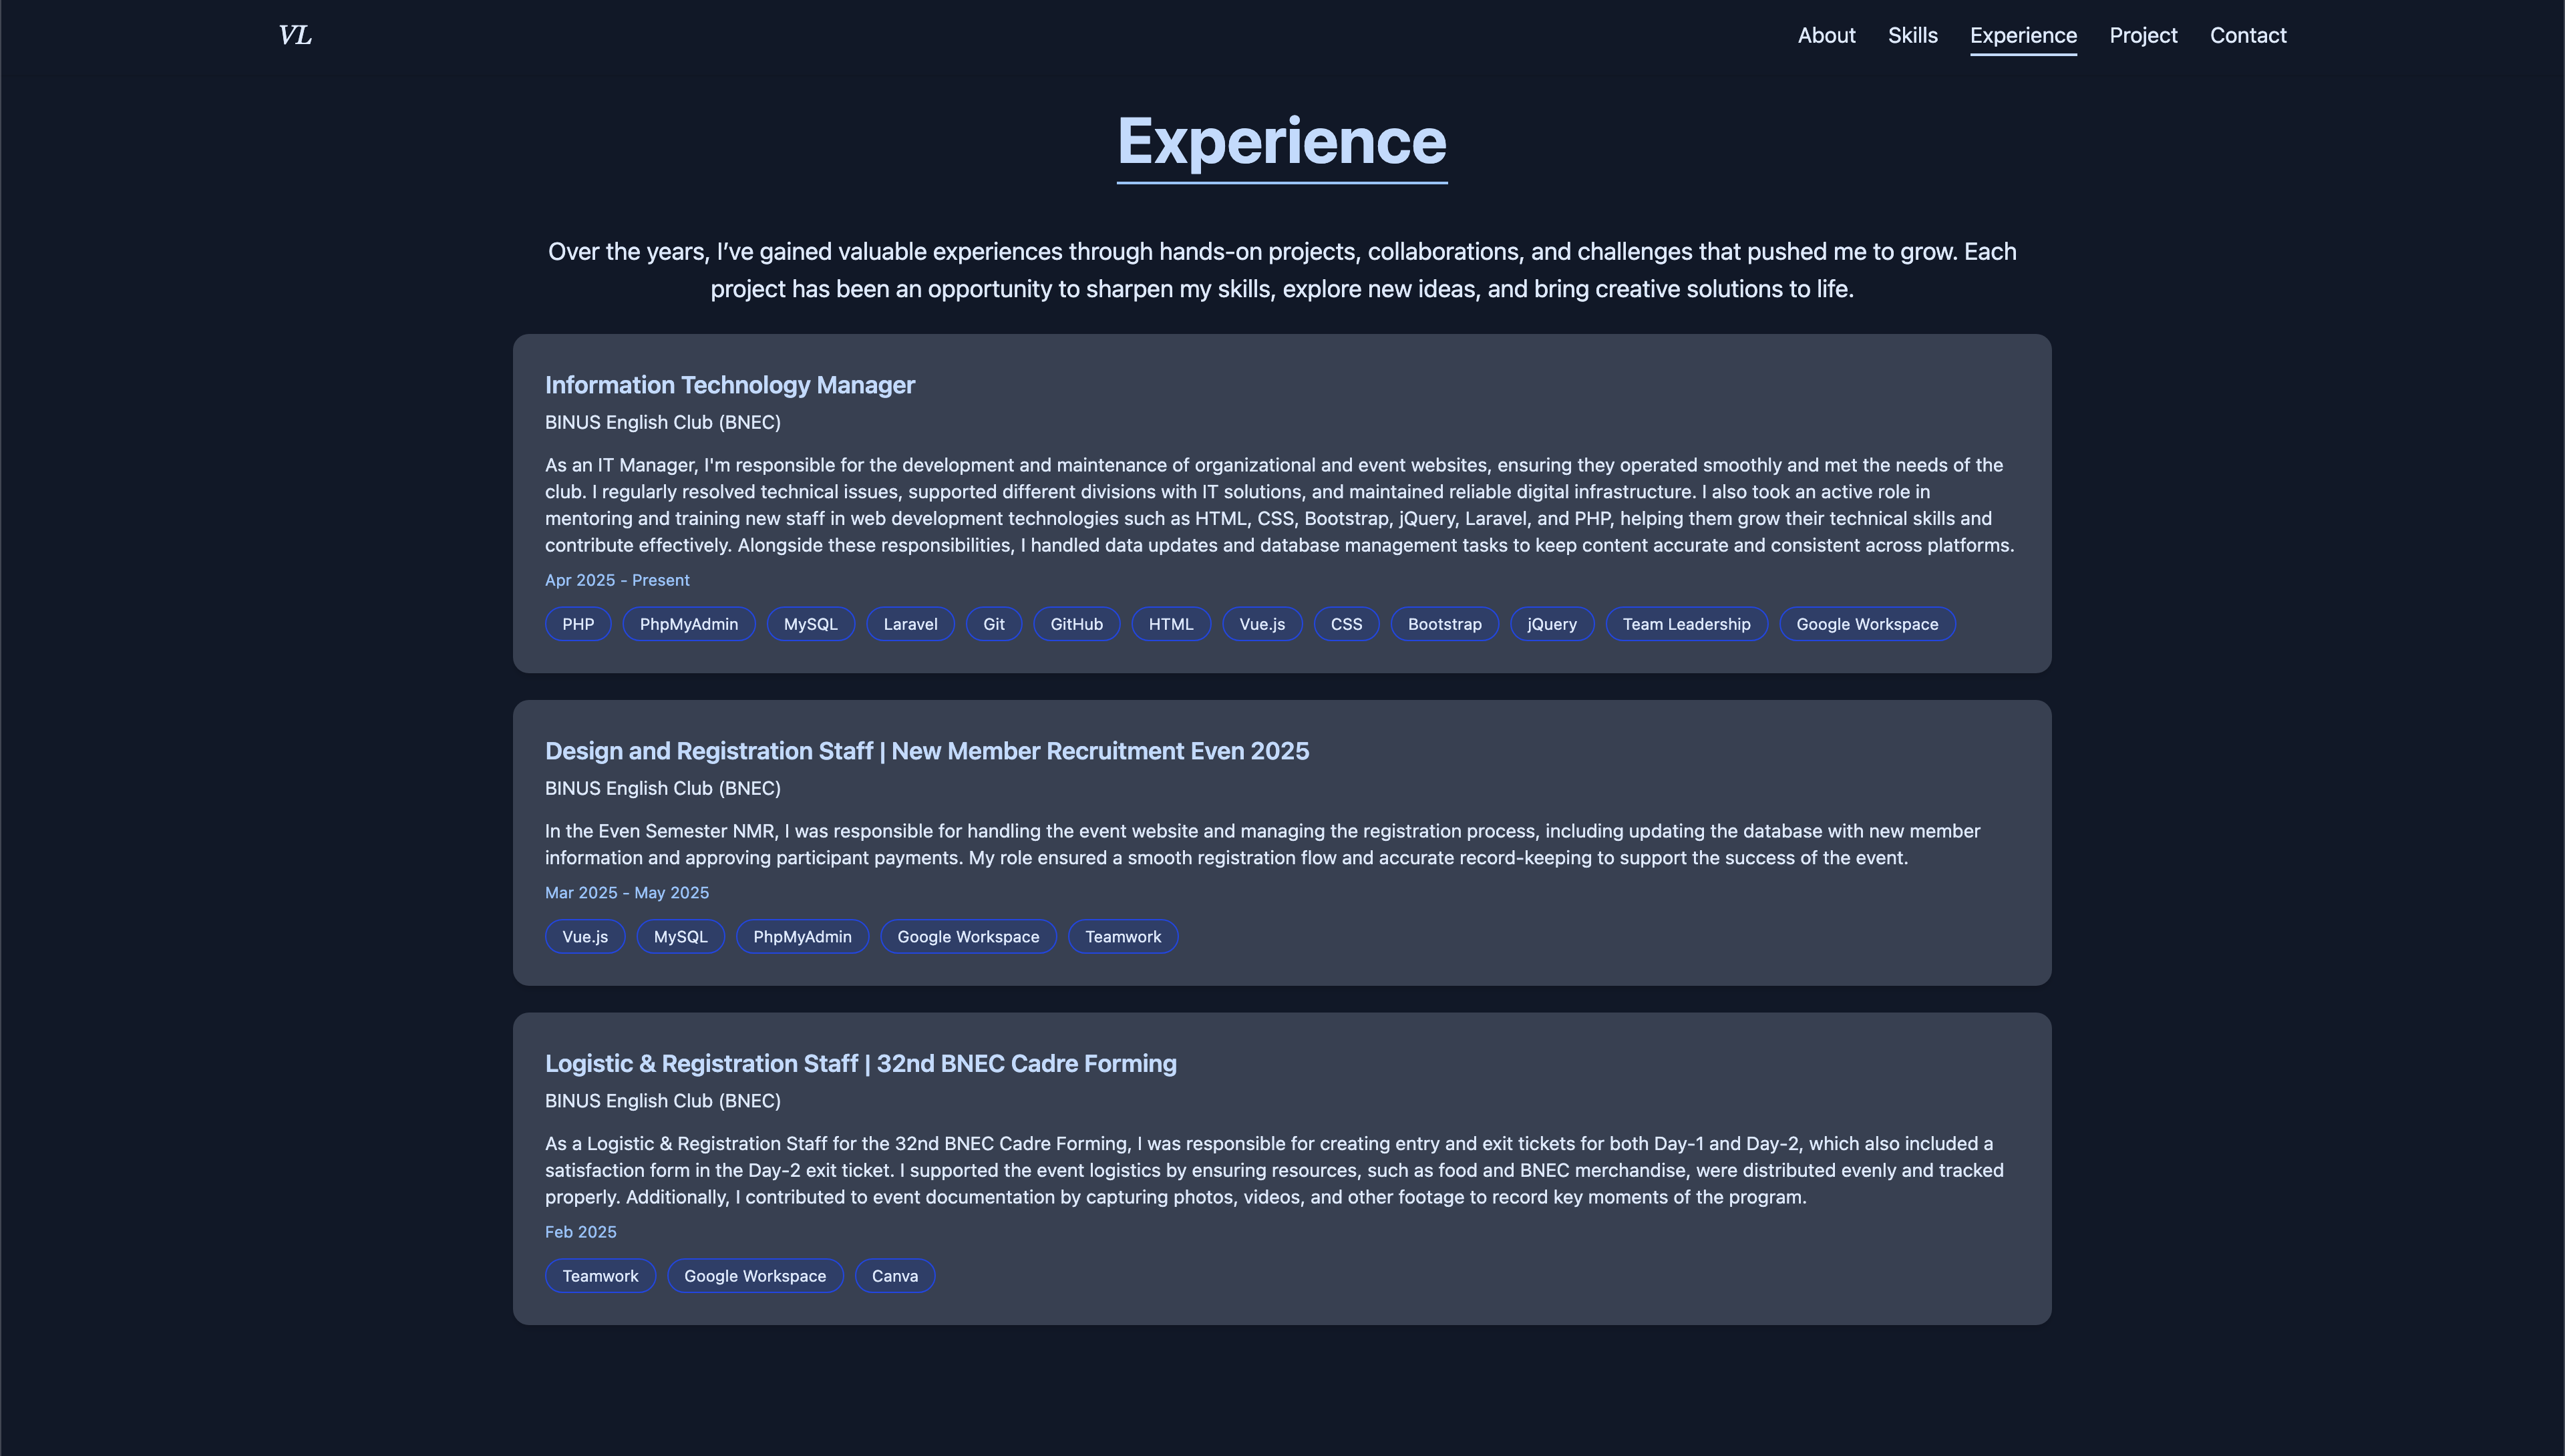 VL
About Skills Experience Project Contact
Experience
Over the years, I’ve gained valuable experiences through hands-on projects, collaborations, and challenges that pushed me to grow. Each
project has been an opportunity to sharpen my skills, explore new ideas, and bring creative solutions to life.
Information Technology Manager
BINUS English Club (BNEC)
As an IT Manager, I'm responsible for the development and maintenance of organizational and event websites, ensuring they operated smoothly and met the needs of the
club. I regularly resolved technical issues, supported different divisions with IT solutions, and maintained reliable digital infrastructure. I also took an active role in
mentoring and training new staff in web development technologies such as HTML, CSS, Bootstrap, jQuery, Laravel, and PHP, helping them grow their technical skills and
contribute effectively. Alongside these responsibilities, I handled data updates and database management tasks to keep content accurate and consistent across platforms.
Apr 2025 - Present
PHP PhpMyAdmin MySQL Laravel Git GitHub HTML Vue.js CSS Bootstrap jQuery Team Leadership Google Workspace
Design and Registration Staff | New Member Recruitment Even 2025
BINUS English Club (BNEC)
In the Even Semester NMR, I was responsible for handling the event website and managing the registration process, including updating the database with new member
information and approving participant payments. My role ensured a smooth registration flow and accurate record-keeping to support the success of the event.
Mar 2025 - May 2025
Vue.js MySQL PhpMyAdmin Google Workspace Teamwork
Logistic & Registration Staff | 32nd BNEC Cadre Forming
BINUS English Club (BNEC)
As a Logistic & Registration Staff for the 32nd BNEC Cadre Forming, I was responsible for creating entry and exit tickets for both Day-1 and Day-2, which also included a
satisfaction form in the Day-2 exit ticket. I supported the event logistics by ensuring resources, such as food and BNEC merchandise, were distributed evenly and tracked
properly. Additionally, I contributed to event documentation by capturing photos, videos, and other footage to record key moments of the program.
Feb 2025
Teamwork Google Workspace Canva